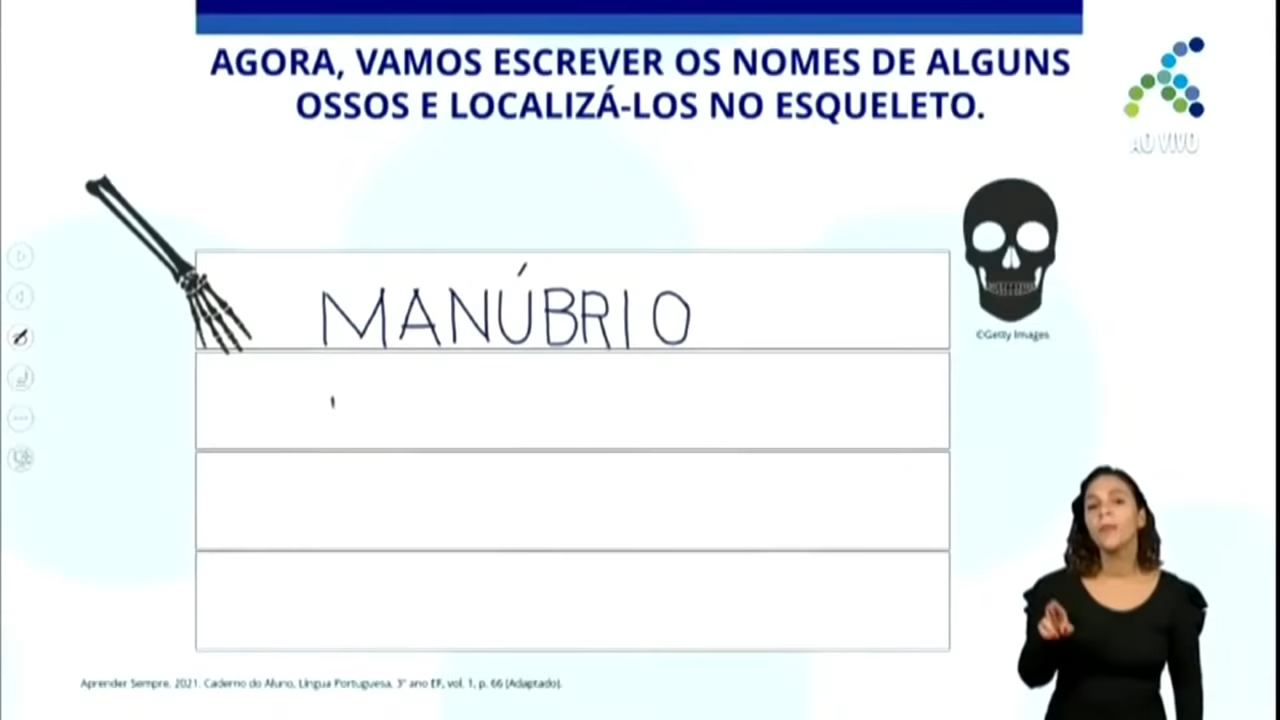 AGORA, VAMOS ESCREVER OS NOMES DE ALGUNS
OSSOS E LOCALIZÁ-LOS NO ESQUELETO.
AO VIVO
©Getty Images
MANÚBRIO
Aprender Sempre, 2021. Caderno do Aluno, Língua Portuguesa, 3º ano EF, vol. 1, p. 66 (Adaptado).